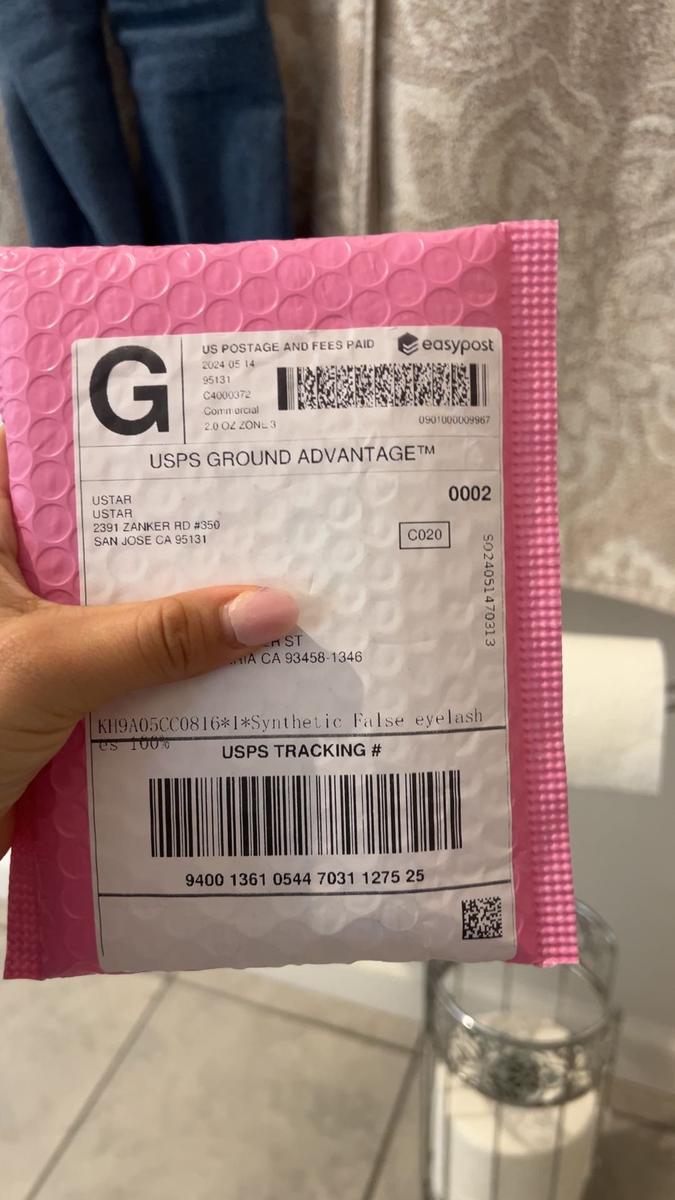 G
US POSTAGE AND FEES PAID
easypost
2024 05 14
95131
C4000372
Commercial
2.0 OZ ZONE 3
0901000009967
USPS GROUND ADVANTAGE™
USTAR
0002
USTAR
2391 ZANKER RD #350
SAN JOSE CA 95131
C020
SO24051470313
ST
CA 93458-1346
KH9A05CC0816*1*Synthetic False eyelash
es 100%
USPS TRACKING #
9400 1361 0544 7031 1275 25